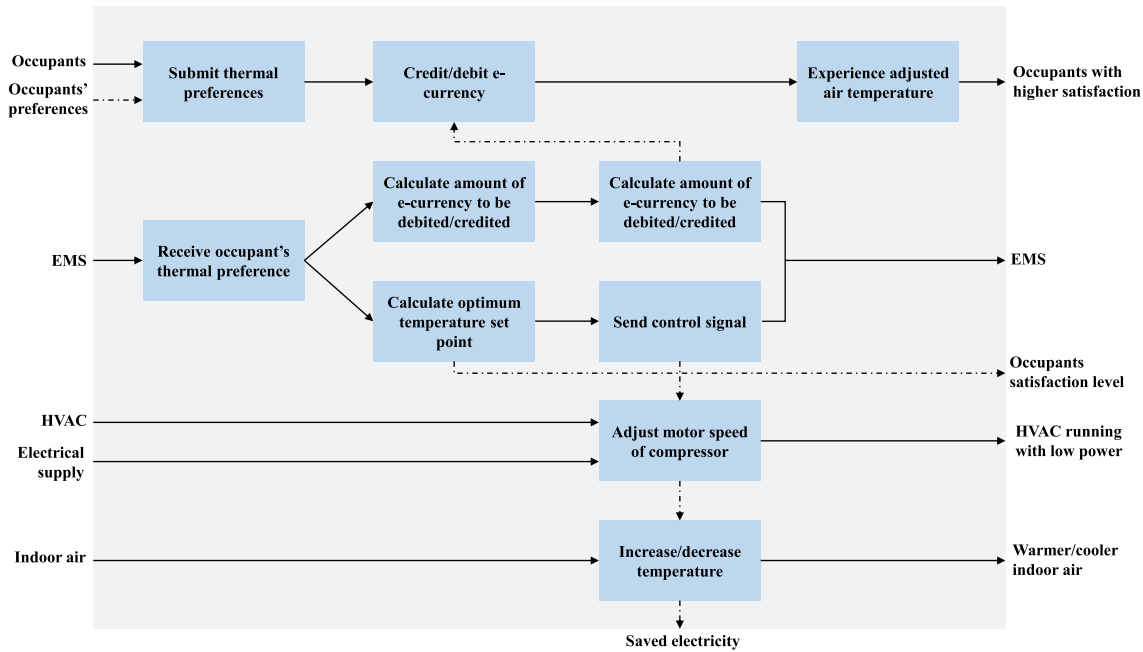 Occupants
Occupants'
preferences
Submit thermal
preferences
Credit/debit e-
currency
Experience adjusted
air temperature
Occupants with
higher satisfaction
Calculate amount of
e-currency to be
debited/credited
Calculate amount of
e-currency to be
debited/credited
EMS
Receive occupant's
thermal preference
EMS
Calculate optimum
temperature set
point
Send control signal
Occupants
satisfaction level
HVAC
Electrical
supply
Adjust motor speed
of compressor
HVAC running
with low power
Indoor air
Increase/decrease
temperature
Warmer/cooler
indoor air
Saved electricity